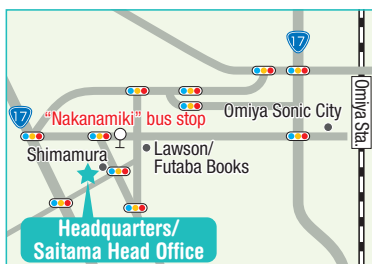 17
Omiya Sta.
Omiya Sonic City
17
“Nakanamiki” bus stop
Lawson/
Futaba Books
Shimamura
Headquarters/
Saitama Head Office